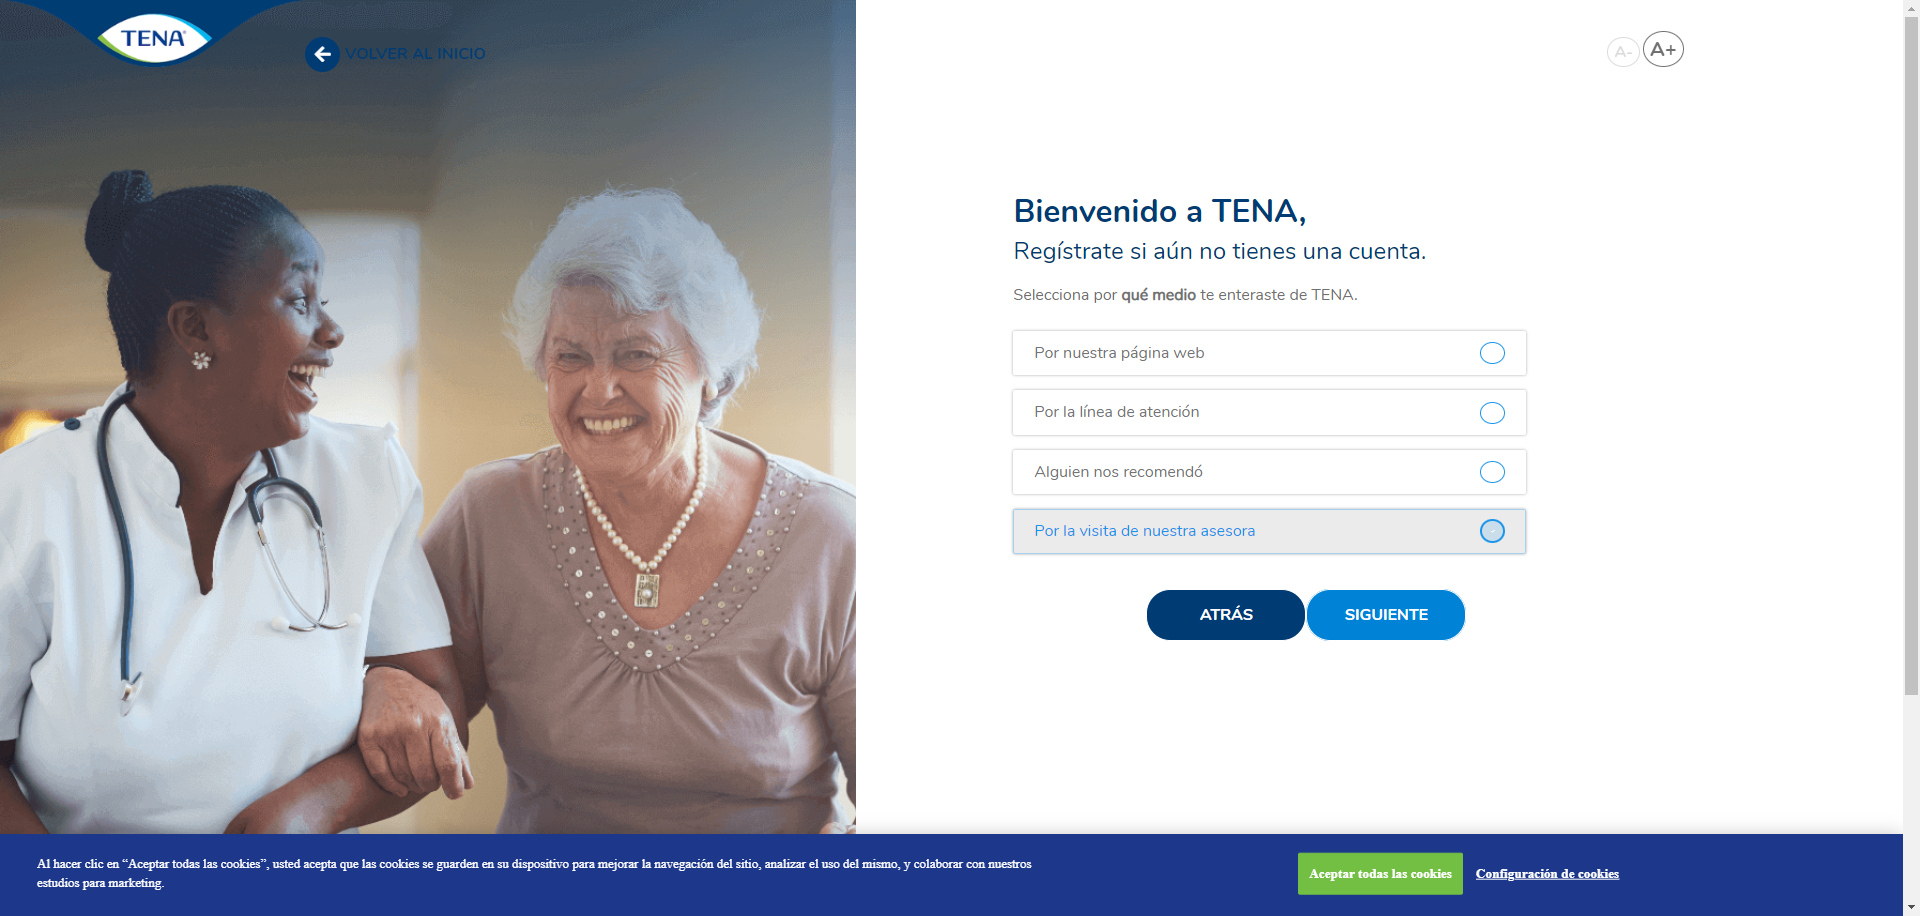 TENA
VOLVER AL INICIO
A-
A+
Bienvenido a TENA,
Regístrate si aún no tienes una cuenta.
Selecciona por qué medio te enteraste de TENA.
Por nuestra página web
Por la línea de atención
Alguien nos recomendó
Por la visita de nuestra asesora
ATRÁS
SIGUIENTE
Al hacer clic en “Aceptar todas las cookies”, usted acepta que las cookies se guarden en su dispositivo para mejorar la navegación del sitio, analizar el uso del mismo, y colaborar con nuestros
estudios para marketing.
Aceptar todas las cookies
Configuración de cookies